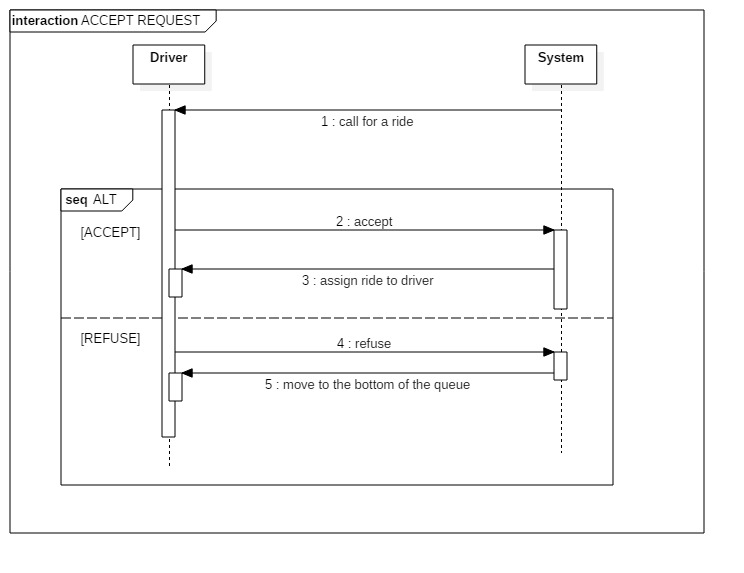 interaction ACCEPT REQUEST
Driver
System
1 : call for a ride
seq ALT
2 : accept
[ACCEPT]
3 : assign ride to driver
[REFUSE]
4 : refuse
5 : move to the bottom of the queue